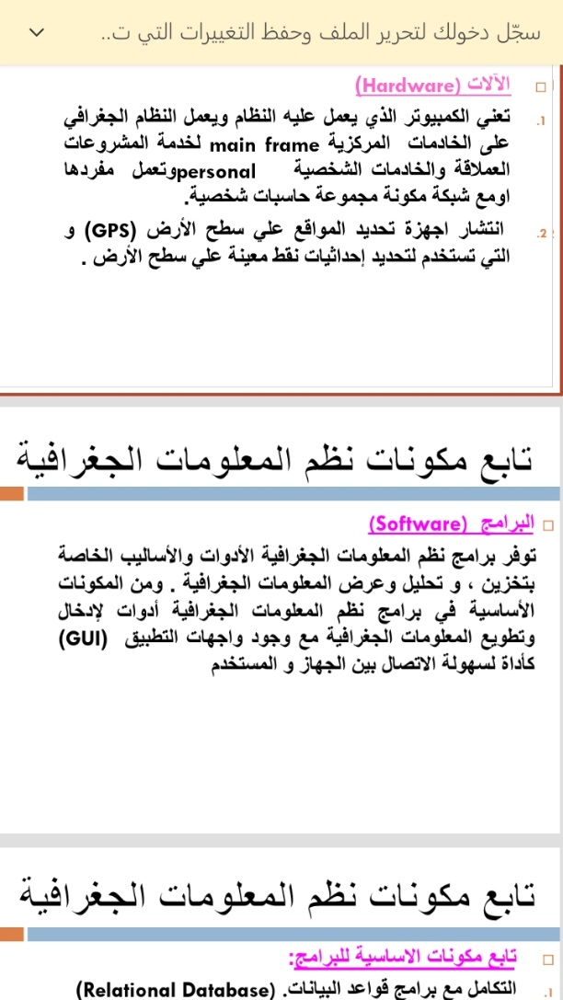 سجّل دخولك لتحرير الملف وحفظ التغييرات التي ت..
الآلات (Hardware)
1. تعني الكمبيوتر الذي يعمل عليه النظام ويعمل النظام الجغرافي
على الخادمات المركزية main frame لخدمة المشروعات
العملاقة والخادمات الشخصية personalوتعمل مفردها
اومع شبكة مكونة مجموعة حاسبات شخصية.
2. انتشار اجهزة تحديد المواقع علي سطح الأرض (GPS) و
التي تستخدم لتحديد إحداثيات نقط معينة علي سطح الأرض .
تابع مكونات نظم المعلومات الجغرافية
البرامج (Software)
توفر برامج نظم المعلومات الجغرافية الأدوات والأساليب الخاصة
بتخزين ، و تحليل وعرض المعلومات الجغرافية . ومن المكونات
الأساسية في برامج نظم المعلومات الجغرافية أدوات لإدخال
وتطويع المعلومات الجغرافية مع وجود واجهات التطبيق (GUI)
كأداة لسهولة الاتصال بين الجهاز و المستخدم
تابع مكونات نظم المعلومات الجغرافية
تابع مكونات الاساسية للبرامج:
1. التكامل مع برامج قواعد البيانات. (Relational Database)